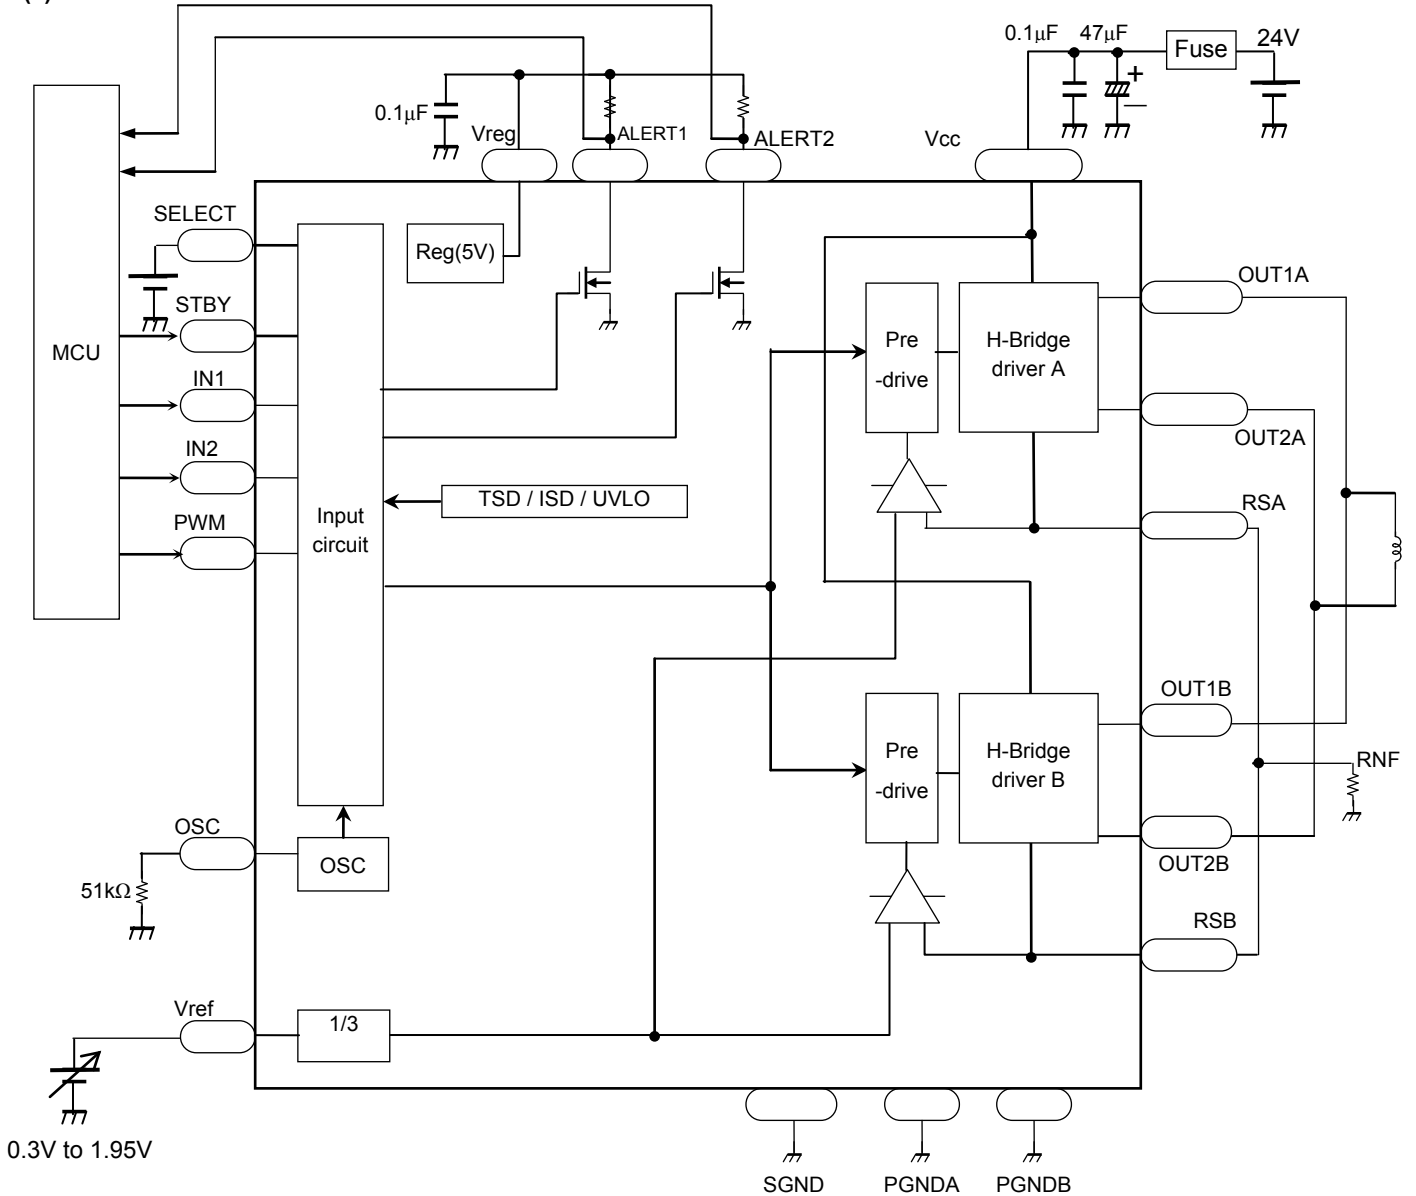 0.1μF 47μF
Fuse
24V
0.1μF
Vreg
ALERT1
ALERT2
Vcc
+
SELECT
Reg(5V)
STBY
MCU
IN1
IN2
PWM
Input
circuit
TSD / ISD / UVLO
Pre
-drive
H-Bridge
driver A
OUT1A
OUT2A
RSA
OUT1B
Pre
-drive
H-Bridge
driver B
RNF
OUT2B
RSB
OSC
OSC
51kΩ
Vref
1/3
0.3V to 1.95V
SGND
PGNDA
PGNDB